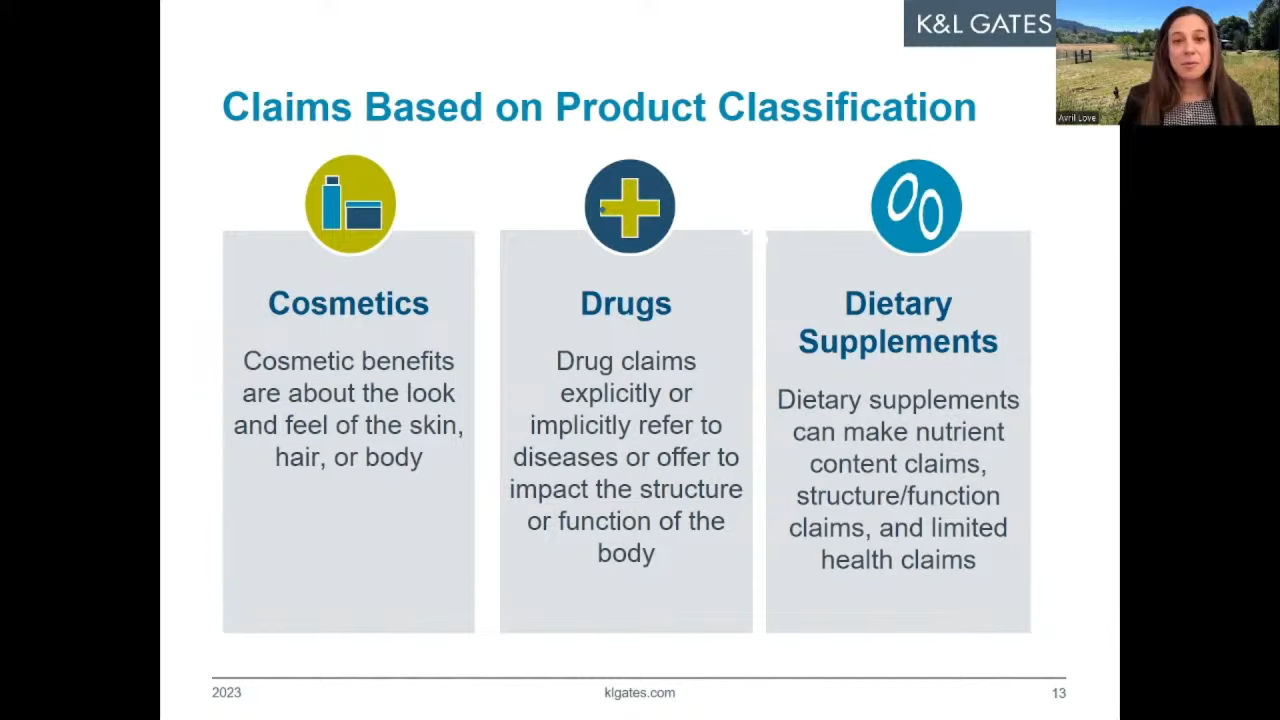 K&L GATES
Avril Love
Claims Based on Product Classification
Cosmetics
Cosmetic benefits
are about the look
and feel of the skin,
hair, or body
Drugs
Drug claims
explicitly or
implicitly refer to
diseases or offer to
impact the structure
or function of the
body
Dietary
Supplements
Dietary supplements
can make nutrient
content claims,
structure/function
claims, and limited
health claims
2023
klgates.com
13